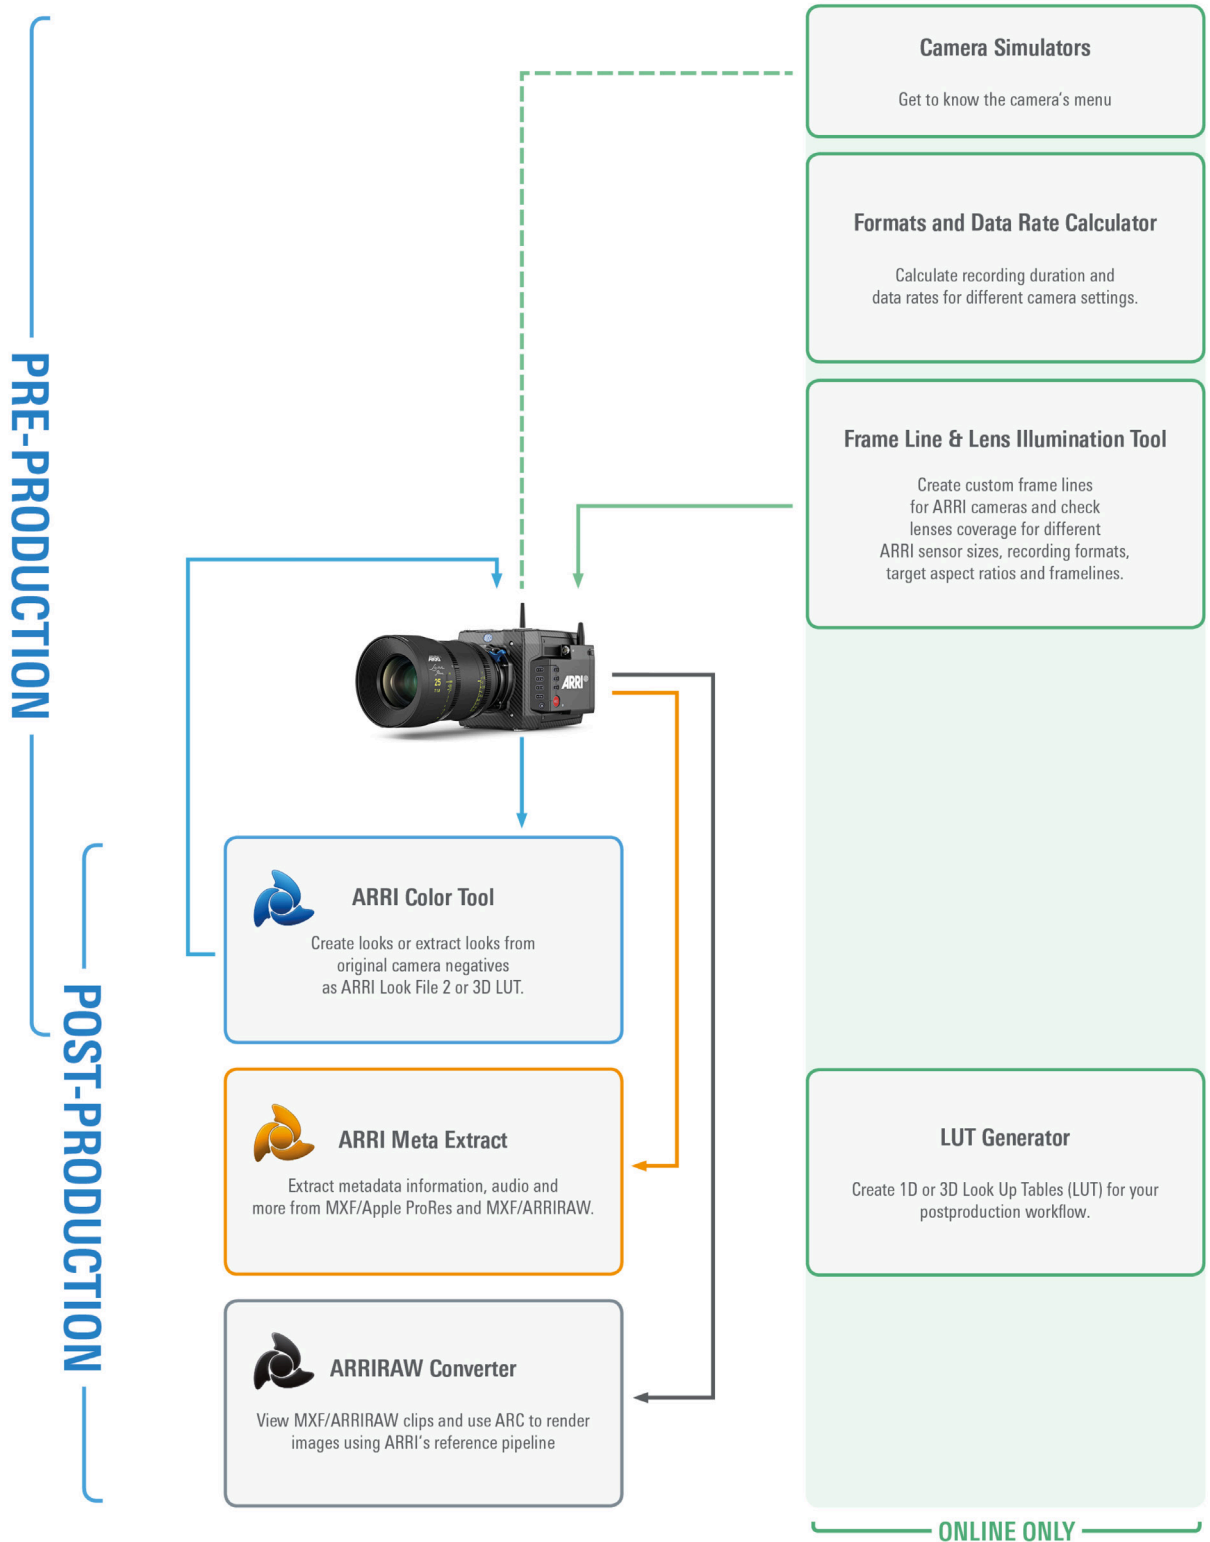 Camera Simulators
Get to know the camera's menu
Formats and Data Rate Calculator
Calculate recording duration and
data rates for different camera settings.
Frame Line & Lens Illumination Tool
Create custom frame lines
for ARRI cameras and check
lenses coverage for different
ARRI sensor sizes, recording formats,
target aspect ratios and framelines.
PRE-PRODUCTION
ARRI
25
ARRI
ARRI Color Tool
Create looks or extract looks from
original camera negatives
as ARRI Look File 2 or 3D LUT.
POST-PRODUCTION
ARRI Meta Extract
Extract metadata information, audio and
more from MXF/Apple ProRes and MXF/ARRIRAW.
LUT Generator
Create 1D or 3D Look Up Tables (LUT) for your
postproduction workflow.
ARRIRAW Converter
View MXF/ARRIRAW clips and use ARC to render
images using ARRI's reference pipeline
ONLINE ONLY